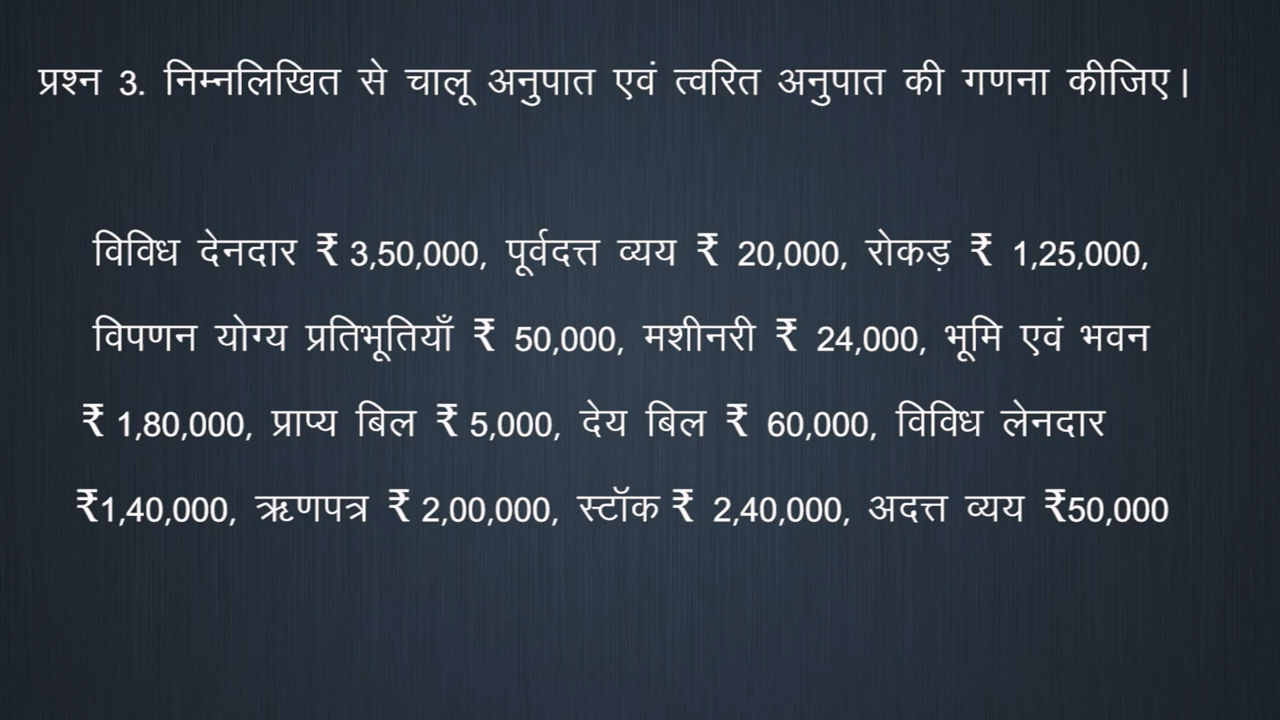 प्रश्न 3. निम्नलिखित से चालू अनुपात एवं त्वरित अनुपात की गणना कीजिए।
विविध देनदार ₹ 3,50,000, पूर्वदत्त व्यय ₹ 20,000, रोकड़ ₹ 1,25,000,
विपणन योग्य प्रतिभूतियाँ ₹ 50,000, मशीनरी ₹ 24,000, भूमि एवं भवन
₹ 1,80,000, प्राप्य बिल ₹ 5,000, देय बिल ₹ 60,000, विविध लेनदार
₹1,40,000, ऋणपत्र ₹ 2,00,000, स्टॉक ₹ 2,40,000, अदत्त व्यय ₹50,000